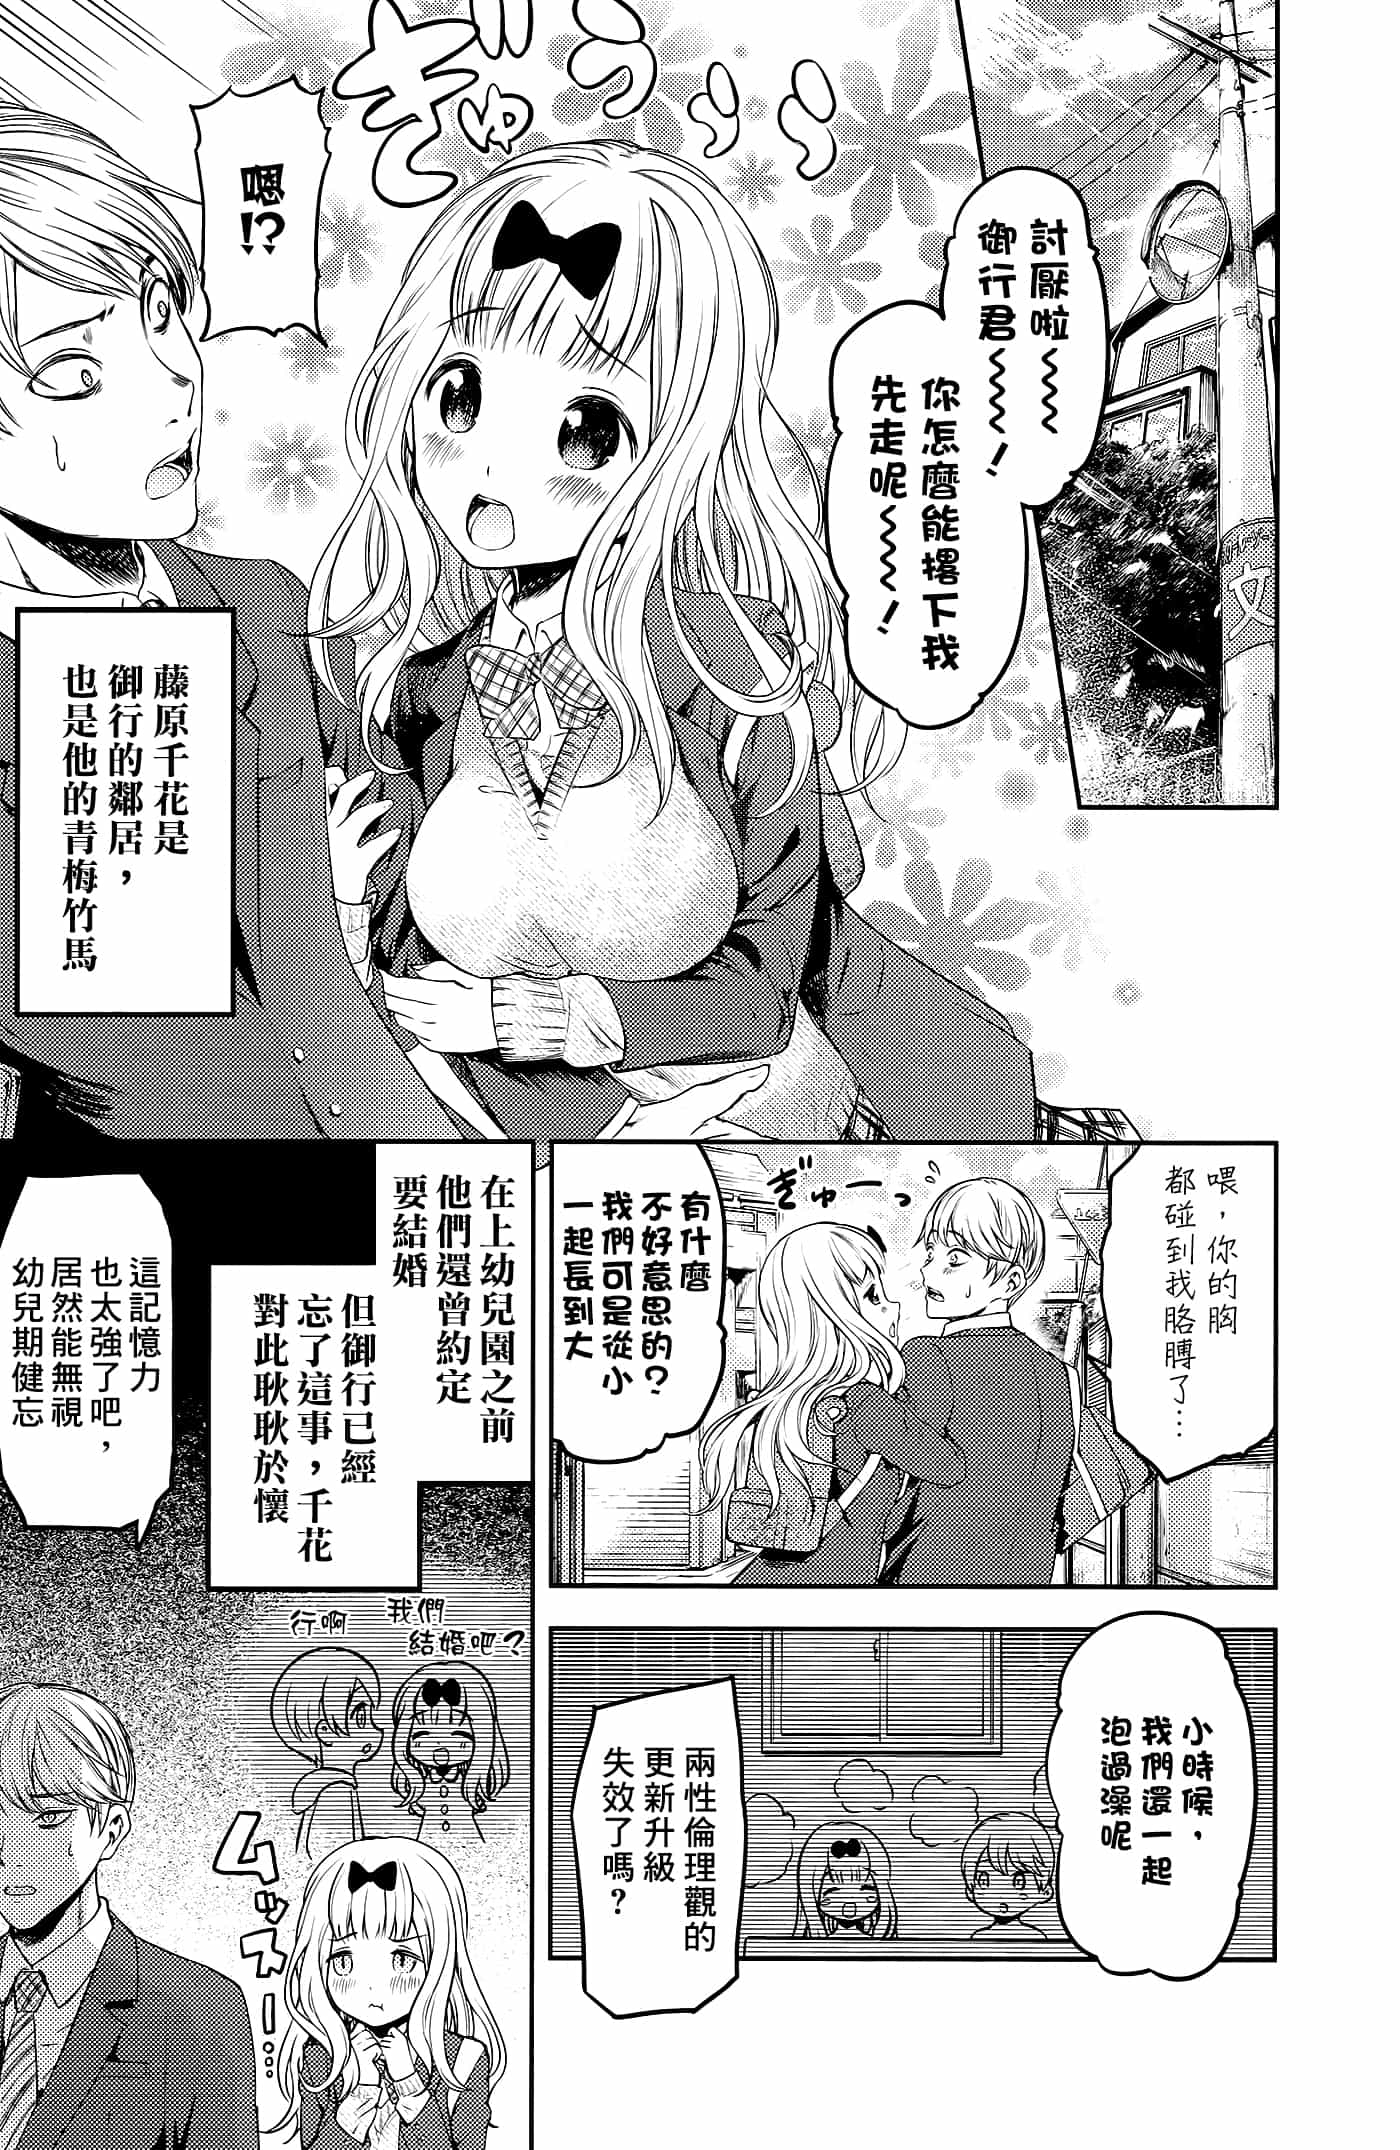 討厭啦~~~
御行君~~~!
你怎麼能撂下我
先走呢~~~!
ぎゅうぅぅ
嗯!?
文
藤原千花是
御行的鄰居，
也是他的青梅竹馬
喂，你的胸
都碰到我胳膊了…
ぎゅーっ
有什麼
不好意思的?
我們可是從小
一起長到大
小時候，
我們還一起
泡過澡呢
兩性倫理觀的
更新升級
失效了嗎?
在上幼兒園之前
他們還曾約定
要結婚
但御行已經
忘了這事，千花
對此耿耿於懷
我們
結婚吧？
行啊
這記憶力
也太強了吧，
居然能無視
幼兒期健忘
ムッスー…